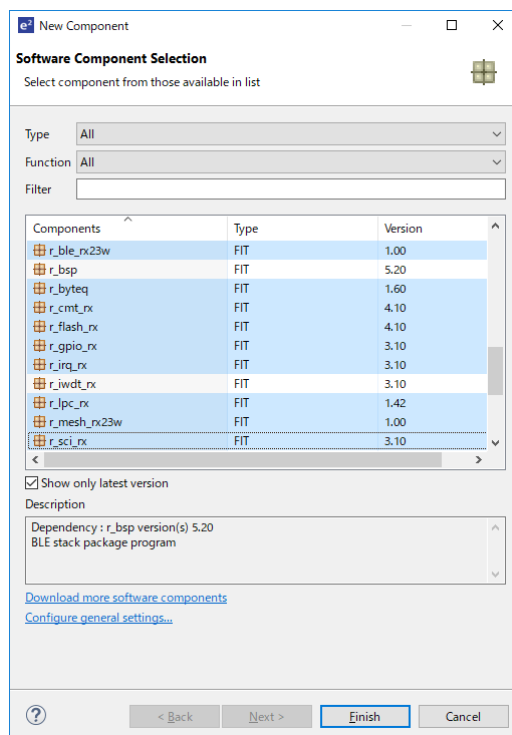 e² New Component
Software Component Selection
Select component from those available in list
Type All
Function All
Filter
Components Type Version
r_ble_rx23w FIT 1.00
r_bsp FIT 5.20
r_byteq FIT 1.60
r_cmt_rx FIT 4.10
r_flash_rx FIT 4.10
r_gpio_rx FIT 3.10
r_irq_rx FIT 3.10
r_iwdt_rx FIT 3.10
r_lpc_rx FIT 1.42
r_mesh_rx23w FIT 1.00
r_sci_rx FIT 3.10
Show only latest version
Description
Dependency : r_bsp version(s) 5.20
BLE stack package program
Download more software components
Configure general settings...
? < Back Next > Finish Cancel